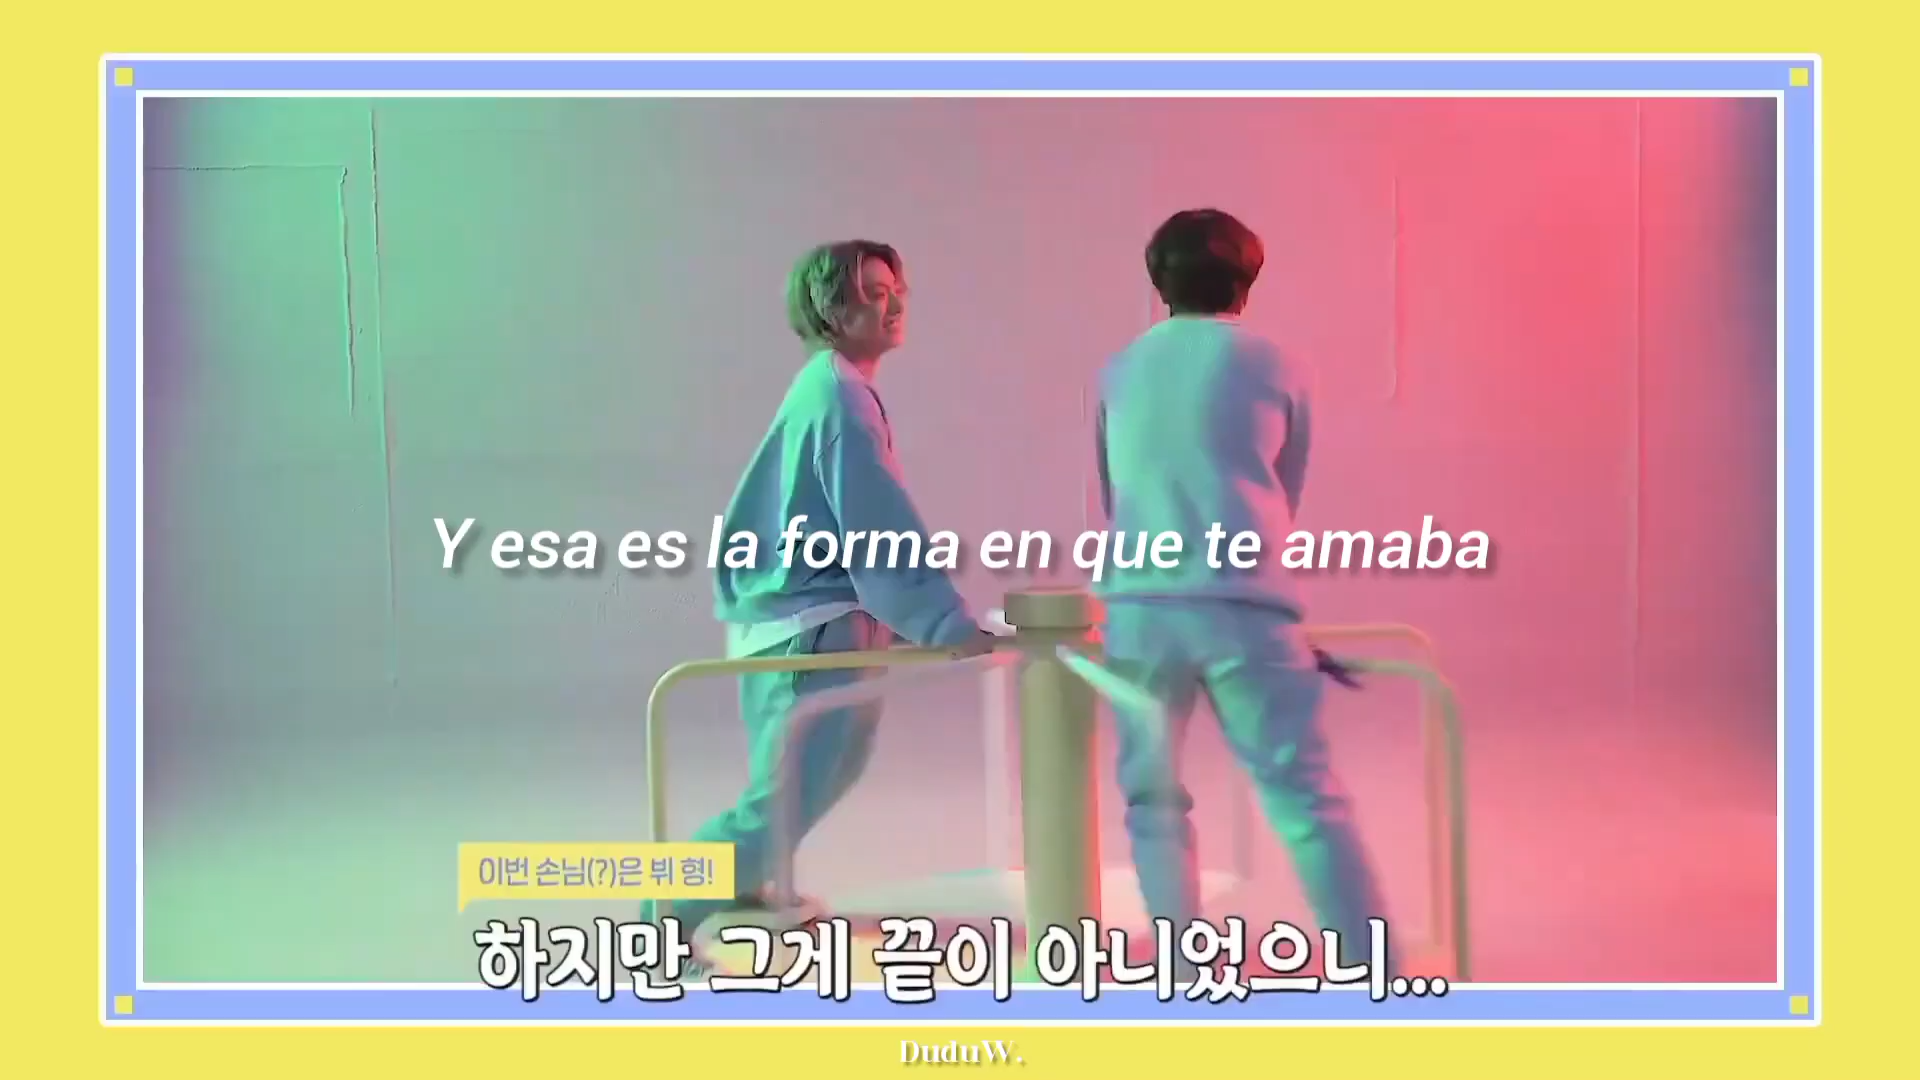 Y esa es la forma en que te amaba
이번 손님(?)은 뷔 형!
하지만 그게 끝이 아니었으니...
DuduW.